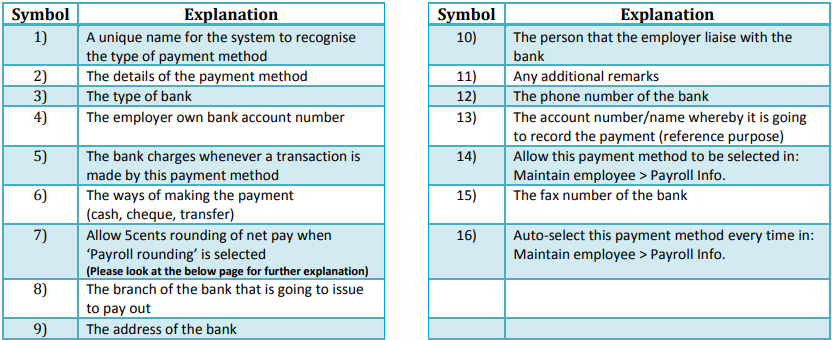 Symbol Explanation
1) A unique name for the system to recognise
the type of payment method
2) The details of the payment method
3) The type of bank
4) The employer own bank account number
5) The bank charges whenever a transaction is
made by this payment method
6) The ways of making the payment
(cash, cheque, transfer)
7) Allow 5cents rounding of net pay when
‘Payroll rounding’ is selected
(Please look at the below page for further explanation)
8) The branch of the bank that is going to issue
to pay out
9) The address of the bank
Symbol Explanation
10) The person that the employer liaise with the
bank
11) Any additional remarks
12) The phone number of the bank
13) The account number/name whereby it is going
to record the payment (reference purpose)
14) Allow this payment method to be selected in:
Maintain employee > Payroll Info.
15) The fax number of the bank
16) Auto-select this payment method every time in:
Maintain employee > Payroll Info.